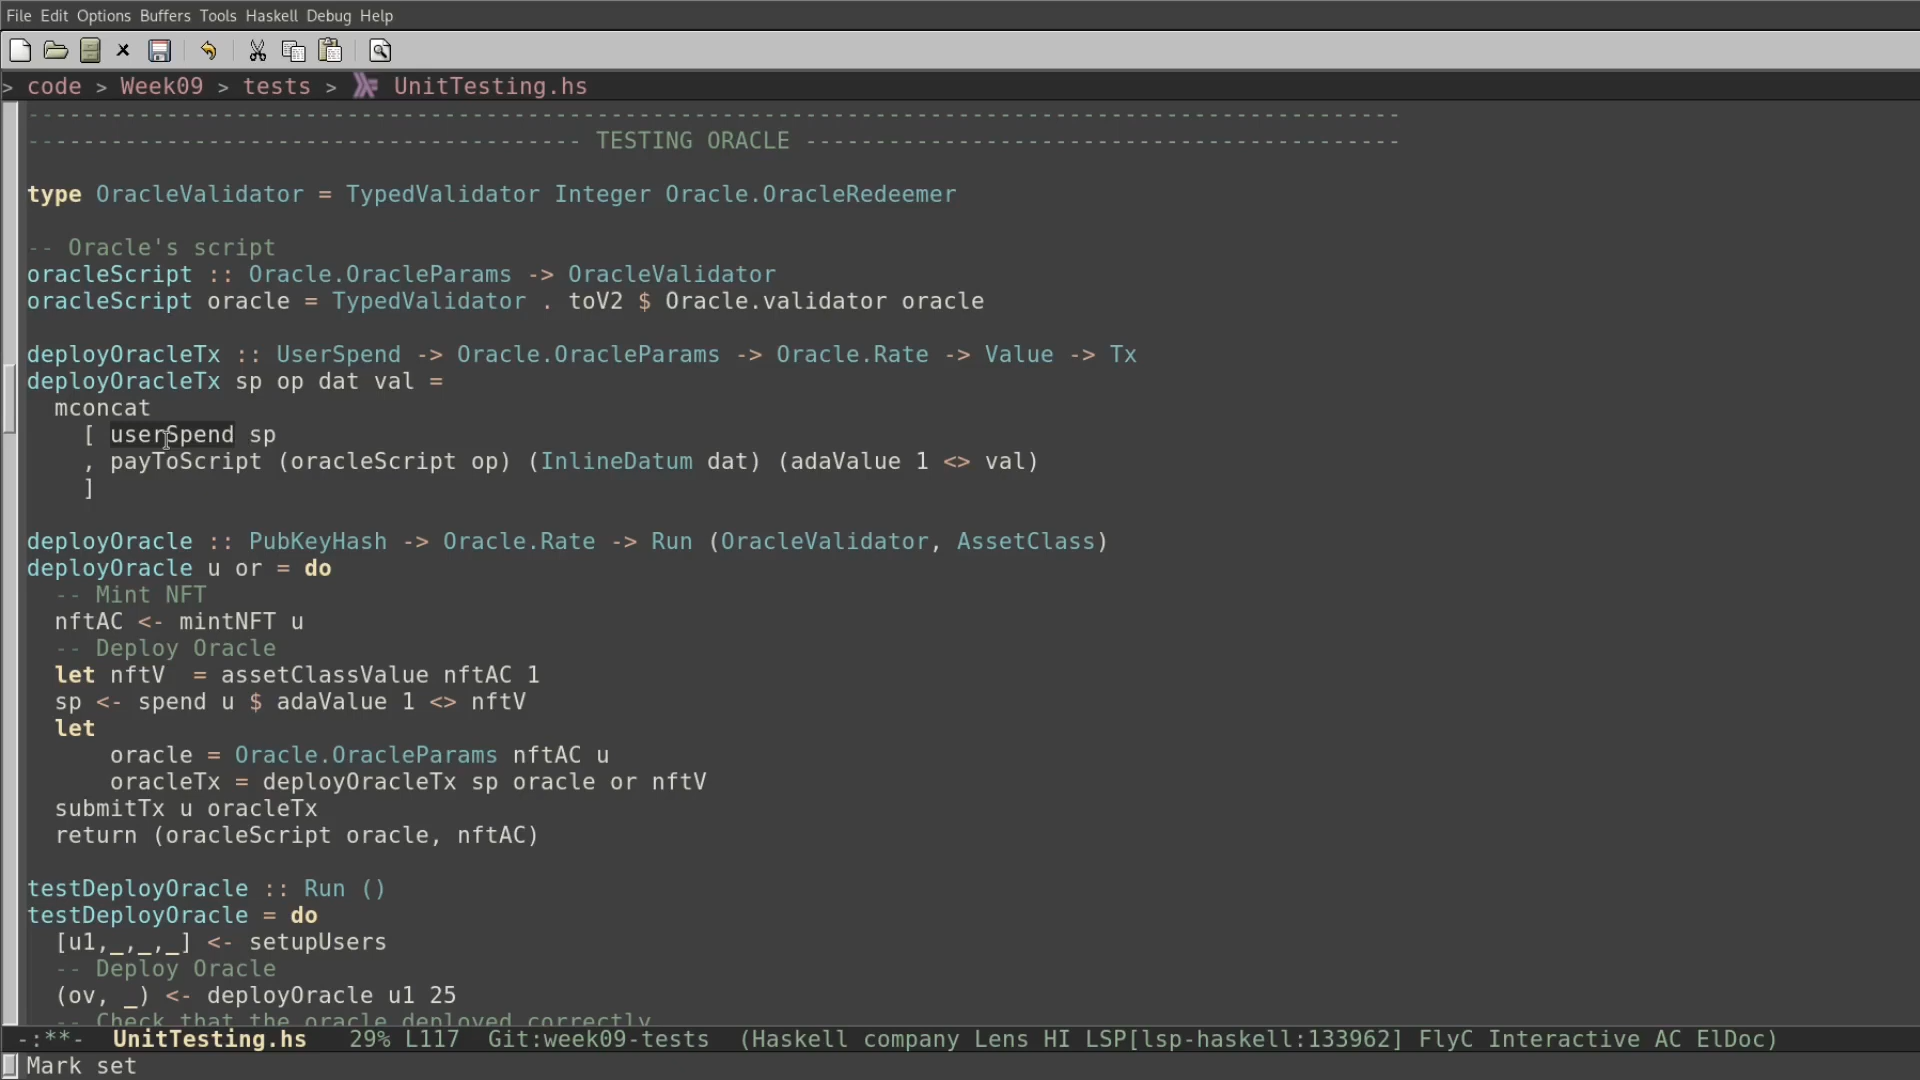 File Edit Options Buffers Tools Haskell Debug Help
> code > Week09 > tests > UnitTesting.hs
---------------------------------------------------------------------------------------------------
---------------------------------------- TESTING ORACLE -------------------------------------------
type OracleValidator = TypedValidator Integer Oracle.OracleRedeemer
-- Oracle's script
oracleScript :: Oracle.OracleParams -> OracleValidator
oracleScript oracle = TypedValidator . toV2 $ Oracle.validator oracle
deployOracleTx :: UserSpend -> Oracle.OracleParams -> Oracle.Rate -> Value -> Tx
deployOracleTx sp op dat val =
  mconcat
    [ userSpend sp
    , payToScript (oracleScript op) (InlineDatum dat) (adaValue 1 <> val)
    ]
deployOracle :: PubKeyHash -> Oracle.Rate -> Run (OracleValidator, AssetClass)
deployOracle u or = do
  -- Mint NFT
  nftAC <- mintNFT u
  -- Deploy Oracle
  let nftV  = assetClassValue nftAC 1
  sp <- spend u $ adaValue 1 <> nftV
  let
      oracle = Oracle.OracleParams nftAC u
      oracleTx = deployOracleTx sp oracle or nftV
  submitTx u oracleTx
  return (oracleScript oracle, nftAC)
testDeployOracle :: Run ()
testDeployOracle = do
  [u1,_,_,_] <- setupUsers
  -- Deploy Oracle
  (ov, _) <- deployOracle u1 25
  -- Check that the oracle deployed correctly
-:**-  UnitTesting.hs   29% L117  Git:week09-tests  (Haskell company Lens HI LSP[lsp-haskell:133962] FlyC Interactive AC ElDoc)
Mark set